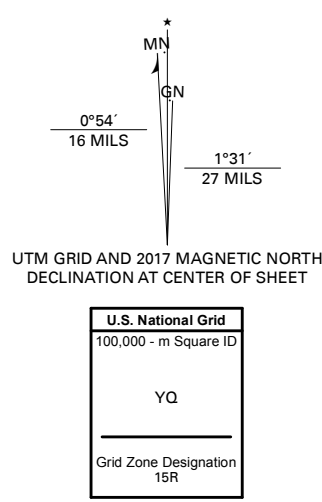 ★
MN
GN
0°54´
16 MILS
1°31´
27 MILS
UTM GRID AND 2017 MAGNETIC NORTH
DECLINATION AT CENTER OF SHEET
U.S. National Grid
100,000 - m Square ID
YQ
Grid Zone Designation
15R